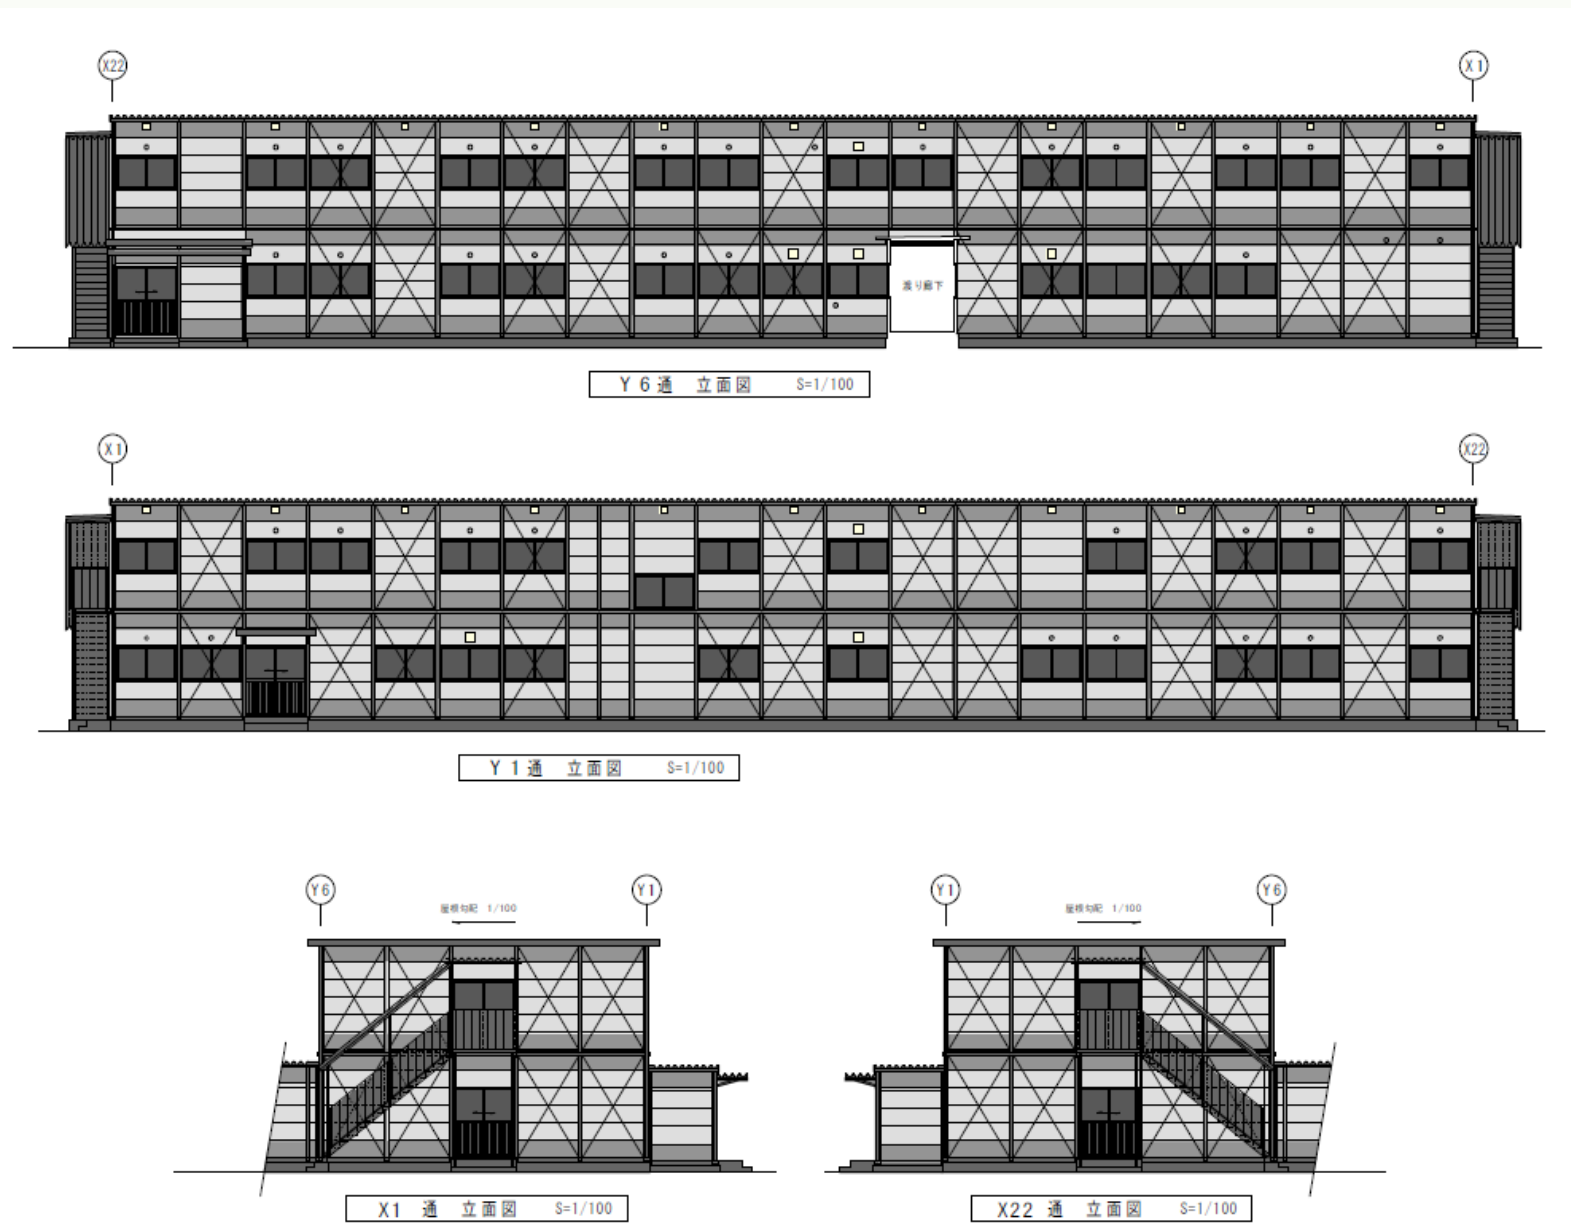 X22 X1
渡り廊下
Y6通 立面図 S=1/100
X1 X22
Y1通 立面図 S=1/100
Y6 Y1 Y1 Y6
屋根勾配 1/100 屋根勾配 1/100
X1 通 立面図 S=1/100 X22 通 立面図 S=1/100